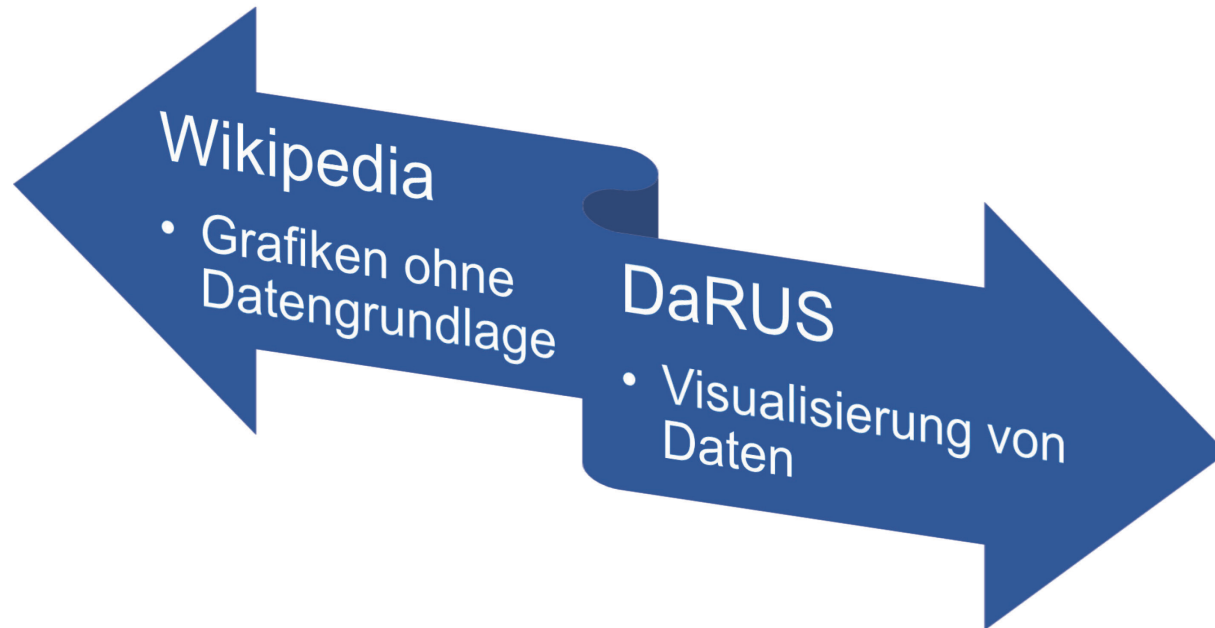 Wikipedia
• Grafiken ohne
Datengrundlage
DaRUS
• Visualisierung von
Daten